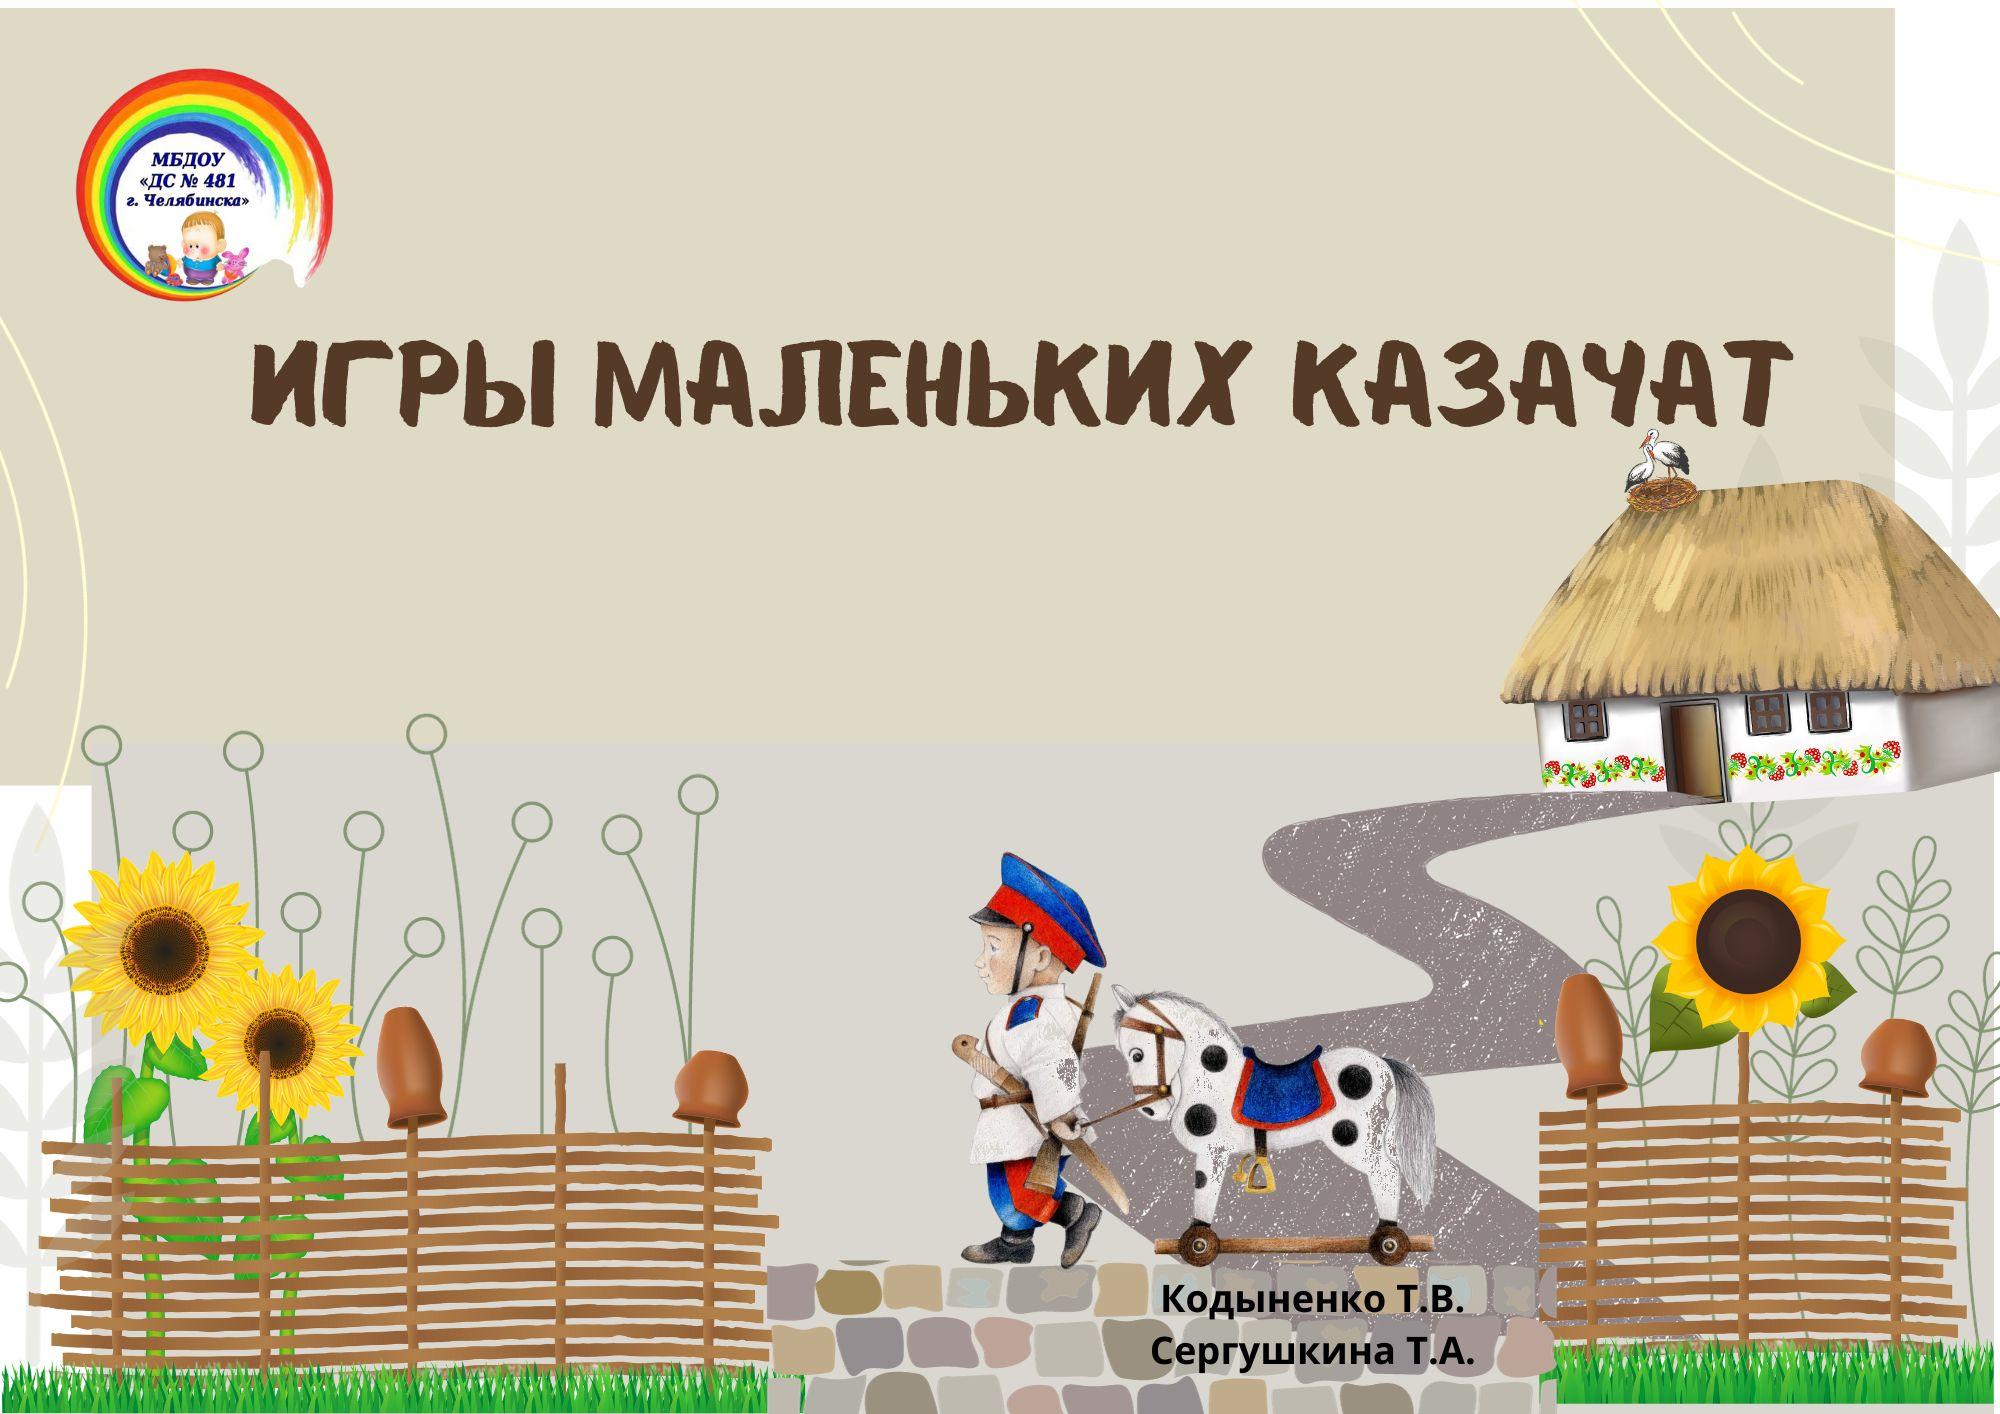 МБДОУ
«ДС № 481
г. Челябинска»
ИГРЫ МАЛЕНЬКИХ КАЗАЧАТ
Кодыненко Т.В.
Сергушкина Т.А.